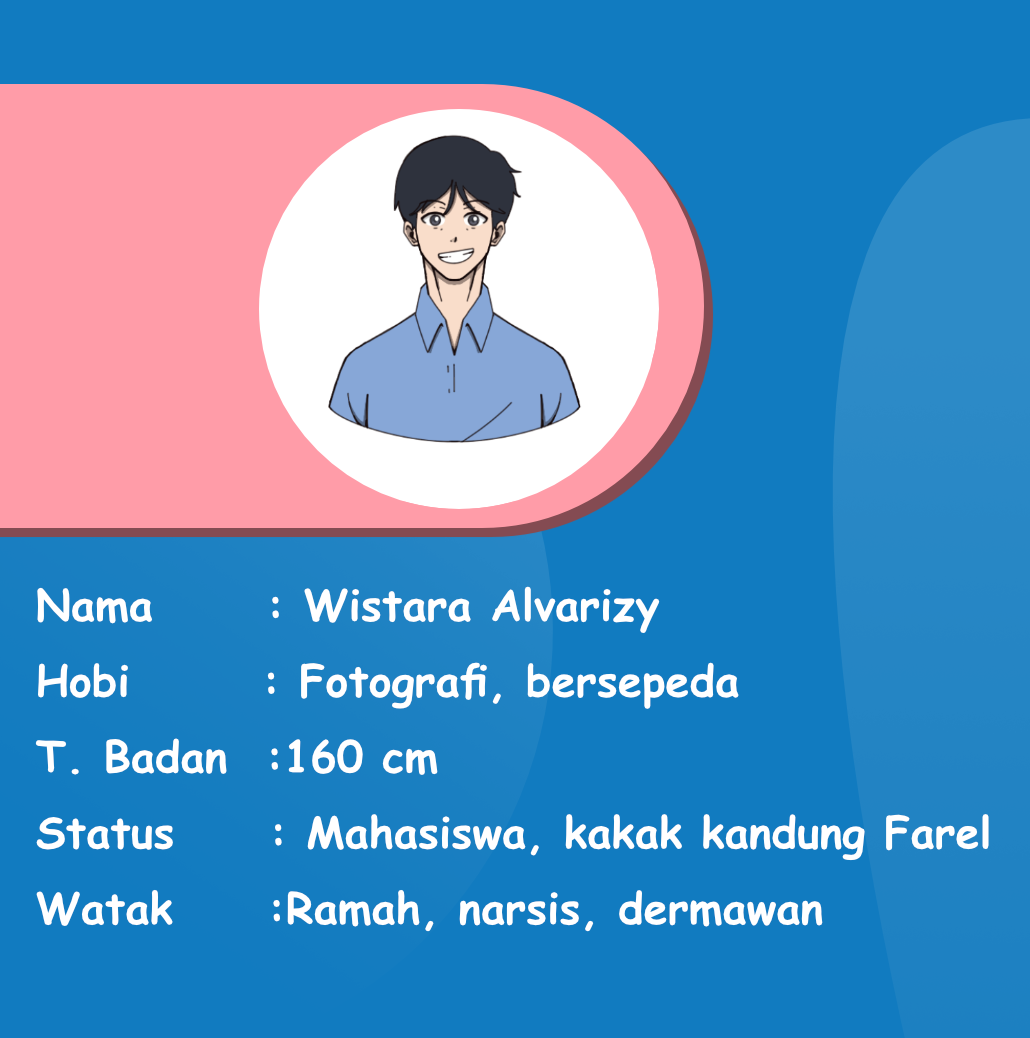 Nama : Wistara Alvarizy
Hobi : Fotografi, bersepeda
T. Badan :160 cm
Status : Mahasiswa, kakak kandung Farel
Watak :Ramah, narsis, dermawan